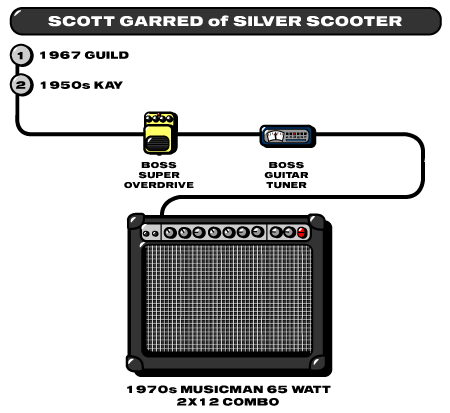 SCOTT GARRED of SILVER SCOOTER
1 1967 GUILD
2 1950s KAY
BOSS
SUPER
OVERDRIVE
BOSS
GUITAR
TUNER
1970s MUSICMAN 65 WATT
2X12 COMBO